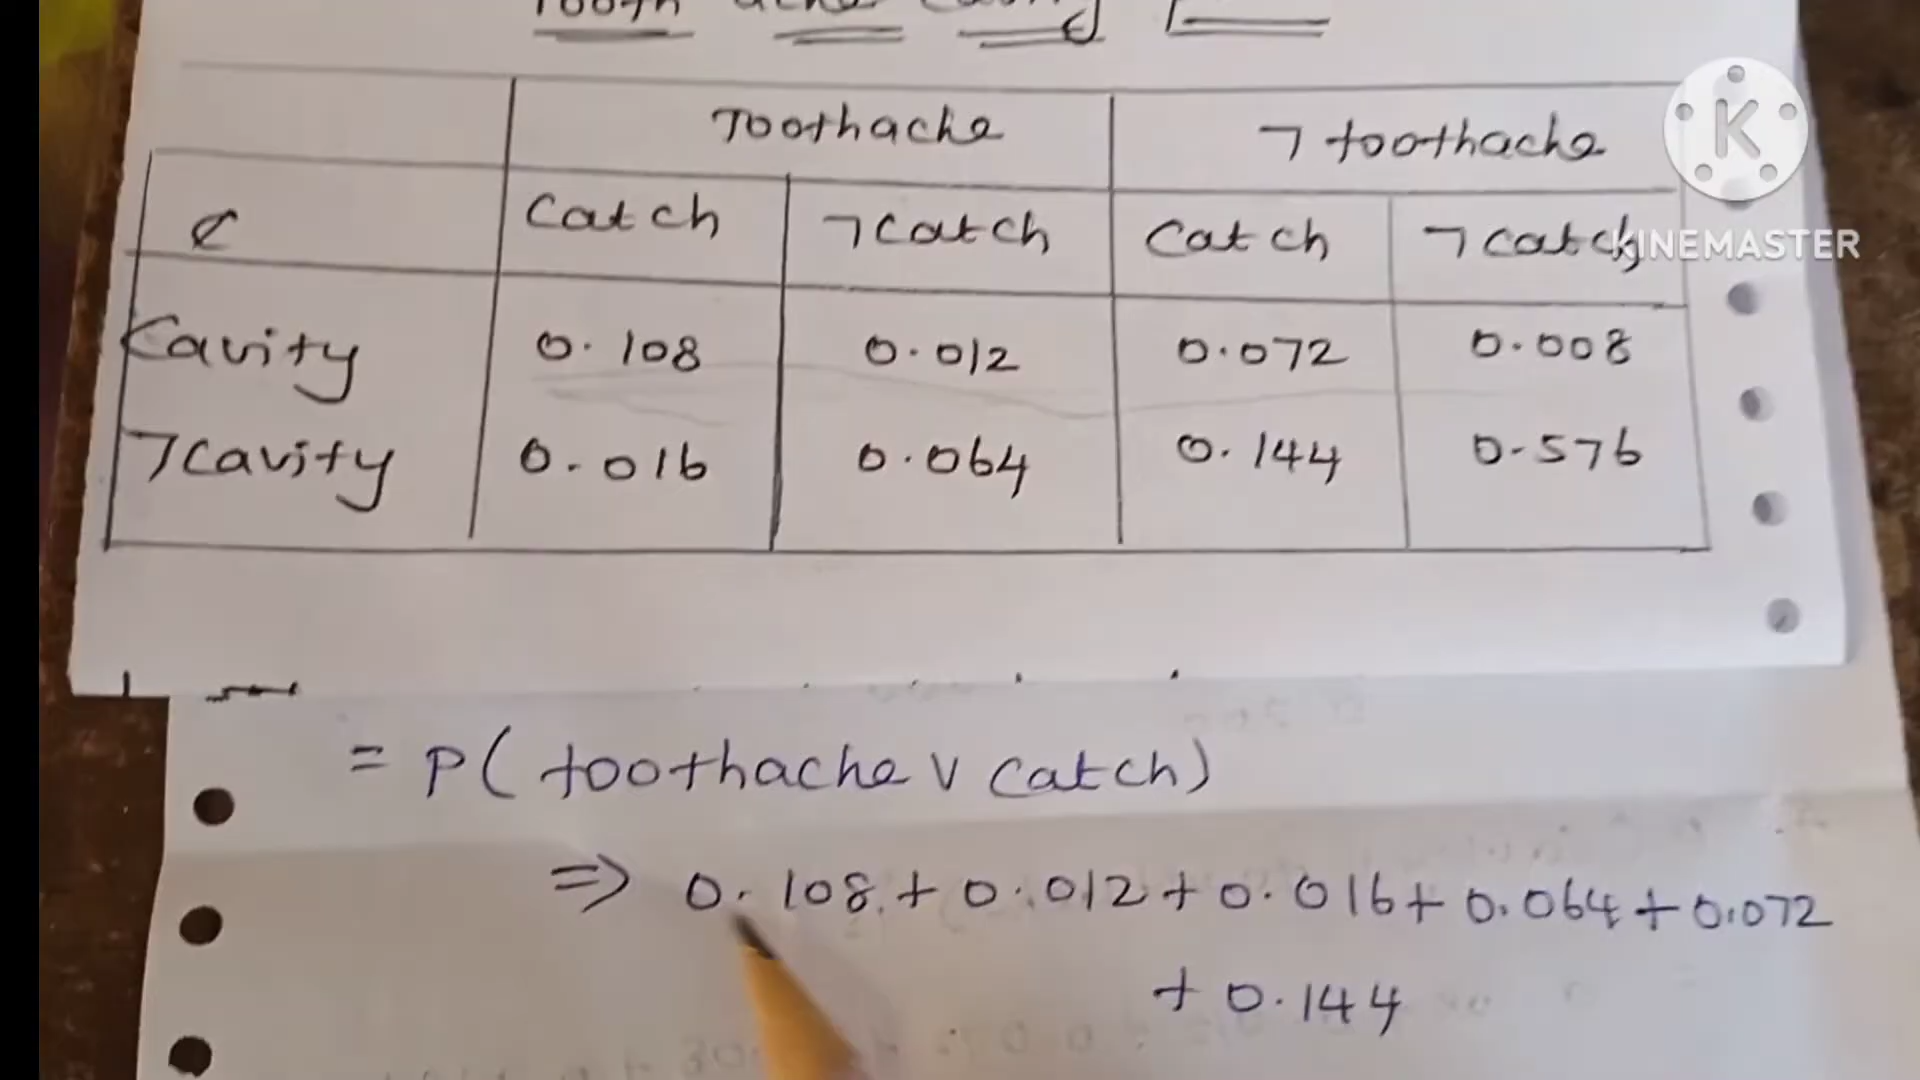 Toothache ¬ toothache
¢ Catch ¬catch Catch ¬catch
Cavity 0.108 0.012 0.072 0.008
¬cavity 0.016 0.064 0.144 0.576
= P(toothache ∨ catch)
=> 0.108 + 0.012 + 0.016 + 0.064 + 0.072
+ 0.144
K
KINEMASTER